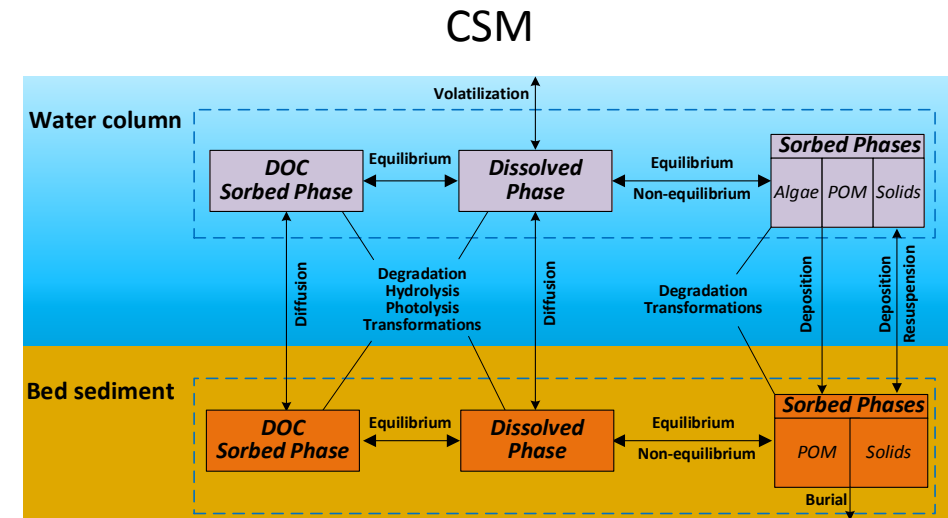 CSM
Volatilization
Water column
DOC
Sorbed Phase
Equilibrium
Dissolved
Phase
Equilibrium
Non-equilibrium
Sorbed Phases
Algae
POM
Solids
Diffusion
Degradation
Hydrolysis
Photolysis
Transformations
Diffusion
Degradation
Transformations
Deposition
Deposition
Resuspension
Bed sediment
DOC
Sorbed Phase
Equilibrium
Dissolved
Phase
Equilibrium
Non-equilibrium
Sorbed Phases
POM
Solids
Burial